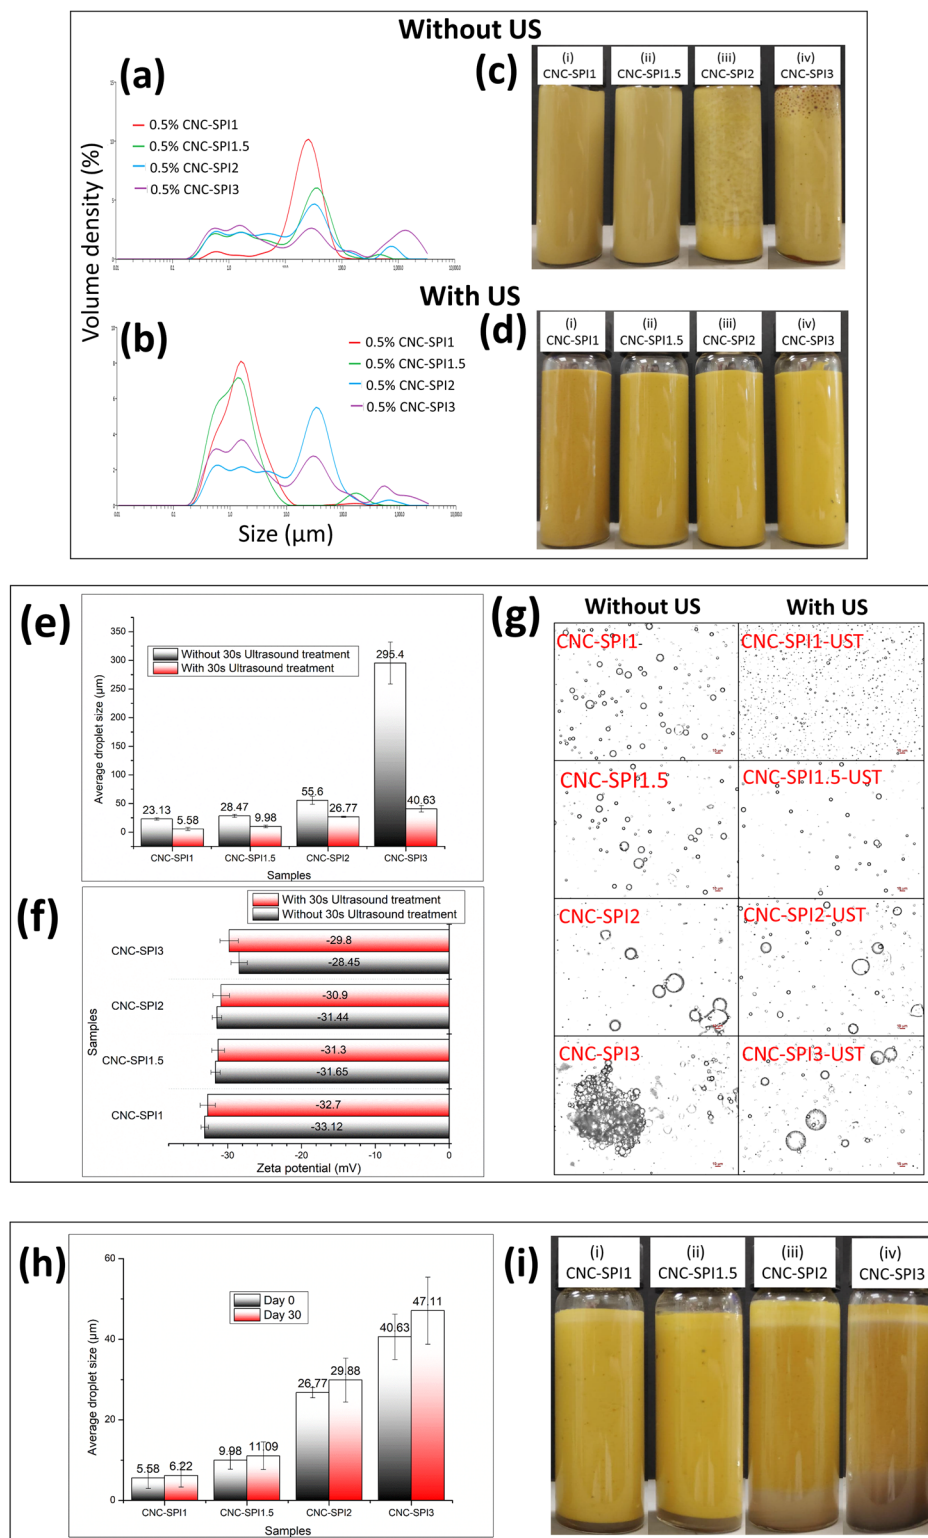 Without US
(a)
Volume density (%)
0.5% CNC-SPI1
0.5% CNC-SPI1.5
0.5% CNC-SPI2
0.5% CNC-SPI3
(c)
(i)
CNC-SPI1
(ii)
CNC-SPI1.5
(iii)
CNC-SPI2
(iv)
CNC-SPI3
With US
(b)
0.5% CNC-SPI1
0.5% CNC-SPI1.5
0.5% CNC-SPI2
0.5% CNC-SPI3
Size (µm)
(d)
(i)
CNC-SPI1
(ii)
CNC-SPI1.5
(iii)
CNC-SPI2
(iv)
CNC-SPI3
(e)
Average droplet size (µm)
350
300
250
200
150
100
50
0
Without 30s Ultrasound treatment
With 30s Ultrasound treatment
23.13
5.58
28.47
9.98
55.6
26.77
295.4
40.63
CNC-SPI1
CNC-SPI1.5
CNC-SPI2
CNC-SPI3
Samples
(f)
With 30s Ultrasound treatment
Without 30s Ultrasound treatment
Samples
CNC-SPI3
-29.8
-28.45
CNC-SPI2
-30.9
-31.44
CNC-SPI1.5
-31.3
-31.65
CNC-SPI1
-32.7
-33.12
-30
-20
-10
0
Zeta potential (mV)
(g)
Without US
With US
CNC-SPI1
CNC-SPI1-UST
CNC-SPI1.5
CNC-SPI1.5-UST
CNC-SPI2
CNC-SPI2-UST
CNC-SPI3
CNC-SPI3-UST
(h)
Average droplet size (µm)
60
40
20
0
Day 0
Day 30
5.58
6.22
9.98
11.09
26.77
29.88
40.63
47.11
CNC-SPI1
CNC-SPI1.5
CNC-SPI2
CNC-SPI3
Samples
(i)
(i)
CNC-SPI1
(ii)
CNC-SPI1.5
(iii)
CNC-SPI2
(iv)
CNC-SPI3